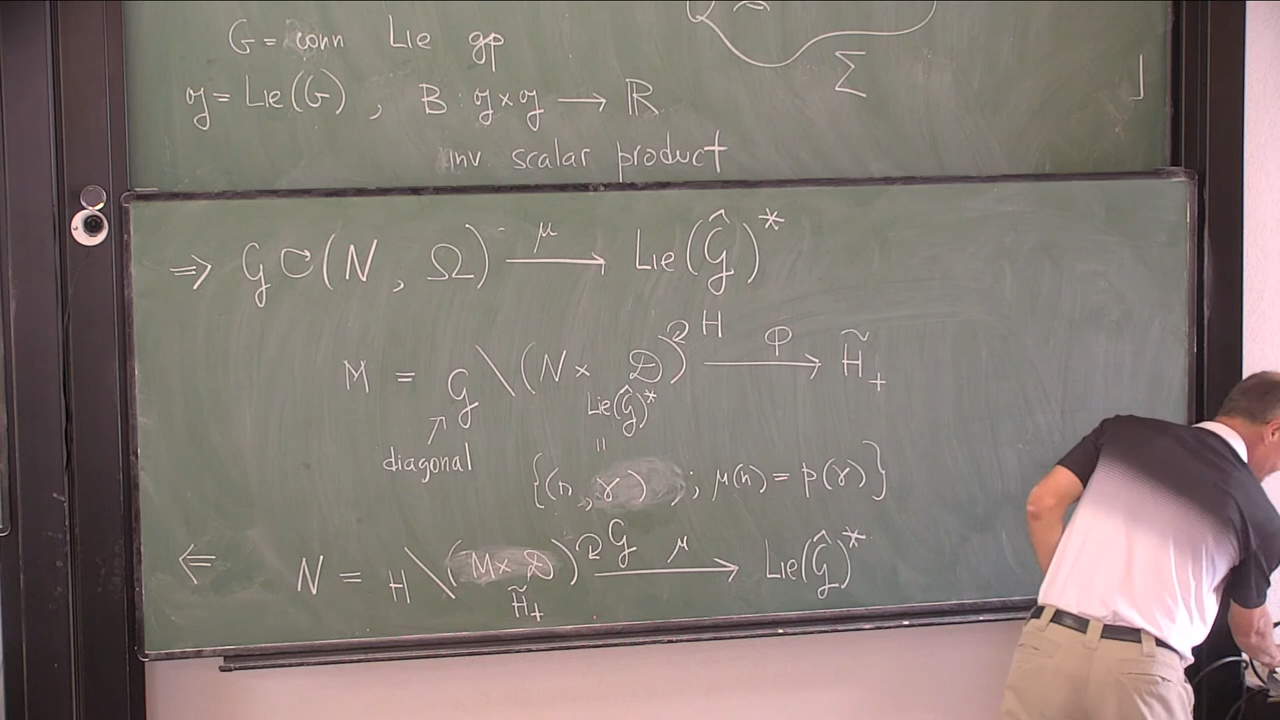 G = conn Lie gp
Σ
𝔤 = Lie(G) , B : 𝔤 × 𝔤 ⟶ ℝ
inv. scalar product
⇒ 𝒢 ↻ (N , Ω) —μ→ Lie(𝒢̂)*
M = 𝒢 \ (N × 𝒟) ↻ H —Φ→ H̃₊
Lie(𝒢̂)*
↗
diagonal
=
{(n , γ) ; μ(n) = p(γ)}
⇐ N = H \ (M × 𝒟) ↻ 𝒢 —μ→ Lie(𝒢̂)*
H̃₊